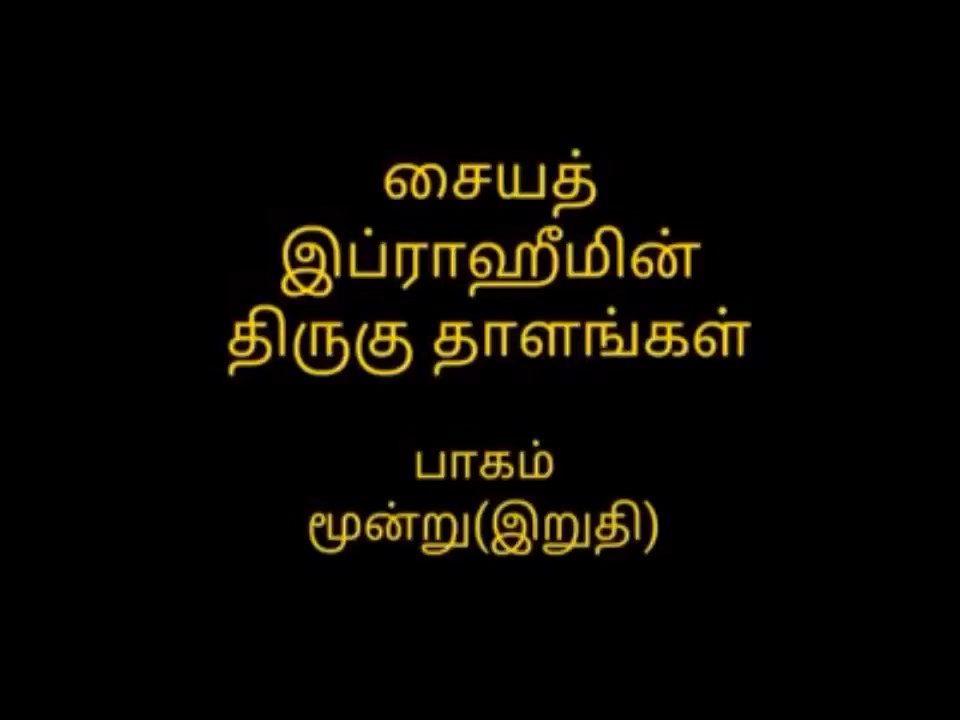 சையத்
இப்ராஹீமின்
திருகு தாளங்கள்
பாகம்
மூன்று(இறுதி)